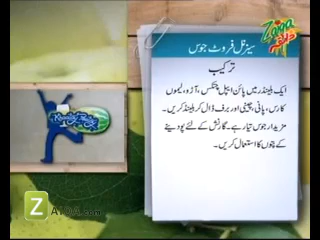 Zaiqa
سیزنل فروٹ جوس
ترکیب
ایک بلینڈر میں پائن ایپل چنکس، آڑو، لیموں
کا رس، پانی، چینی اور برف ڈال کر بلینڈ کریں۔
مزیدار جوس تیار ہے۔ گارنش کے لئے پودینے
کے پتوں کا استعمال کریں۔
Z ZAIQA.com